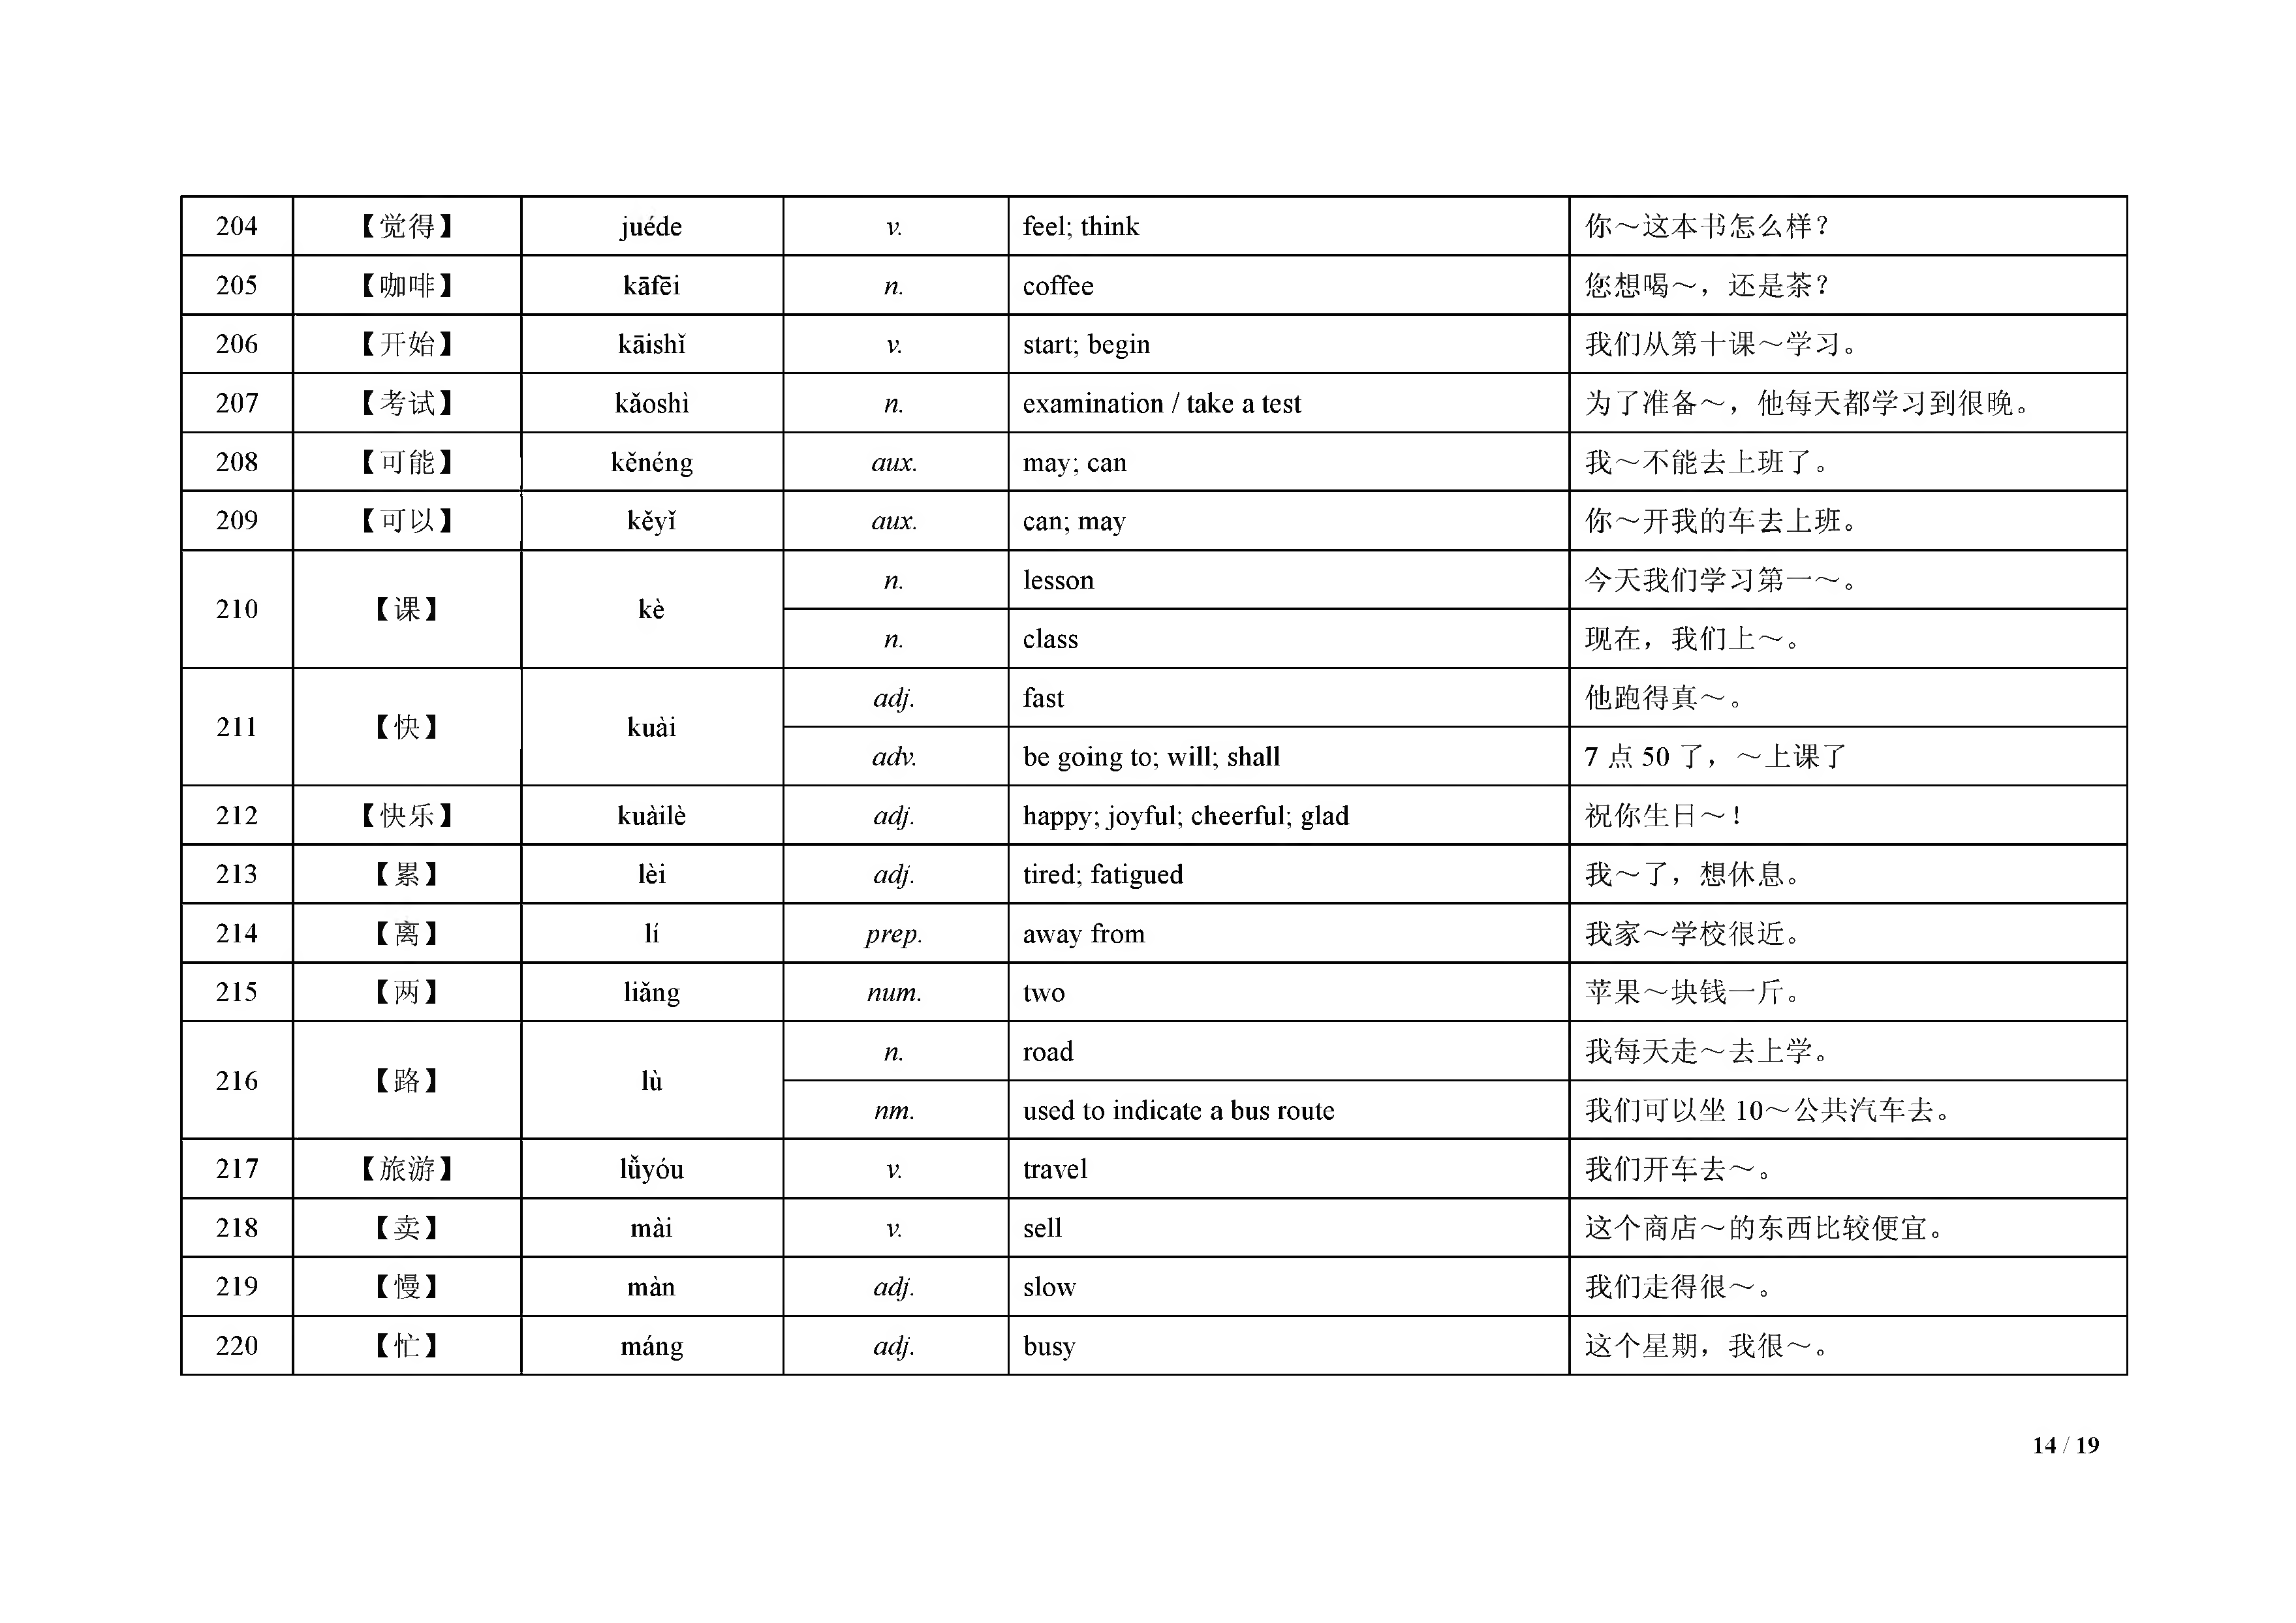 204 【觉得】 juéde v. feel; think 你～这本书怎么样？
205 【咖啡】 kāfēi n. coffee 您想喝～，还是茶？
206 【开始】 kāishǐ v. start; begin 我们从第十课～学习。
207 【考试】 kǎoshì n. examination / take a test 为了准备～，他每天都学习到很晚。
208 【可能】 kěnéng aux. may; can 我～不能去上班了。
209 【可以】 kěyǐ aux. can; may 你～开我的车去上班。
210 【课】 kè n. lesson 今天我们学习第一～。
n. class 现在，我们上～。
211 【快】 kuài adj. fast 他跑得真～。
adv. be going to; will; shall 7 点 50 了，～上课了
212 【快乐】 kuàilè adj. happy; joyful; cheerful; glad 祝你生日～！
213 【累】 lèi adj. tired; fatigued 我～了，想休息。
214 【离】 lí prep. away from 我家～学校很近。
215 【两】 liǎng num. two 苹果～块钱一斤。
216 【路】 lù n. road 我每天走～去上学。
nm. used to indicate a bus route 我们可以坐 10～公共汽车去。
217 【旅游】 lǚyóu v. travel 我们开车去～。
218 【卖】 mài v. sell 这个商店～的东西比较便宜。
219 【慢】 màn adj. slow 我们走得很～。
220 【忙】 máng adj. busy 这个星期，我很～。
14 / 19